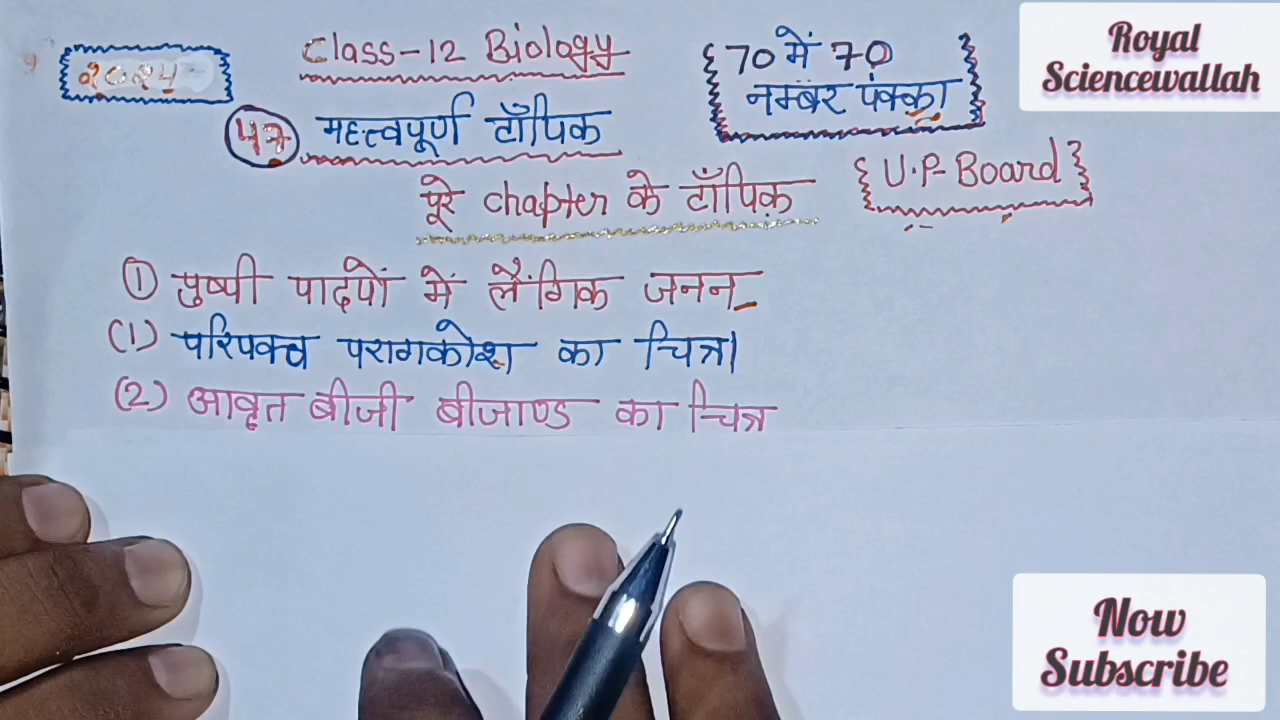 Class-12 Biology
2024
70 में 70
नम्बर पक्का
47 महत्वपूर्ण टॉपिक
पूरे chapter के टॉपिक
U.P-Board
① पुष्पी पादपों में लैंगिक जनन
(1) परिपक्व परागकोश का चित्र।
(2) आवृत बीजी बीजाण्ड का चित्र
Royal
Sciencewallah
Now
Subscribe